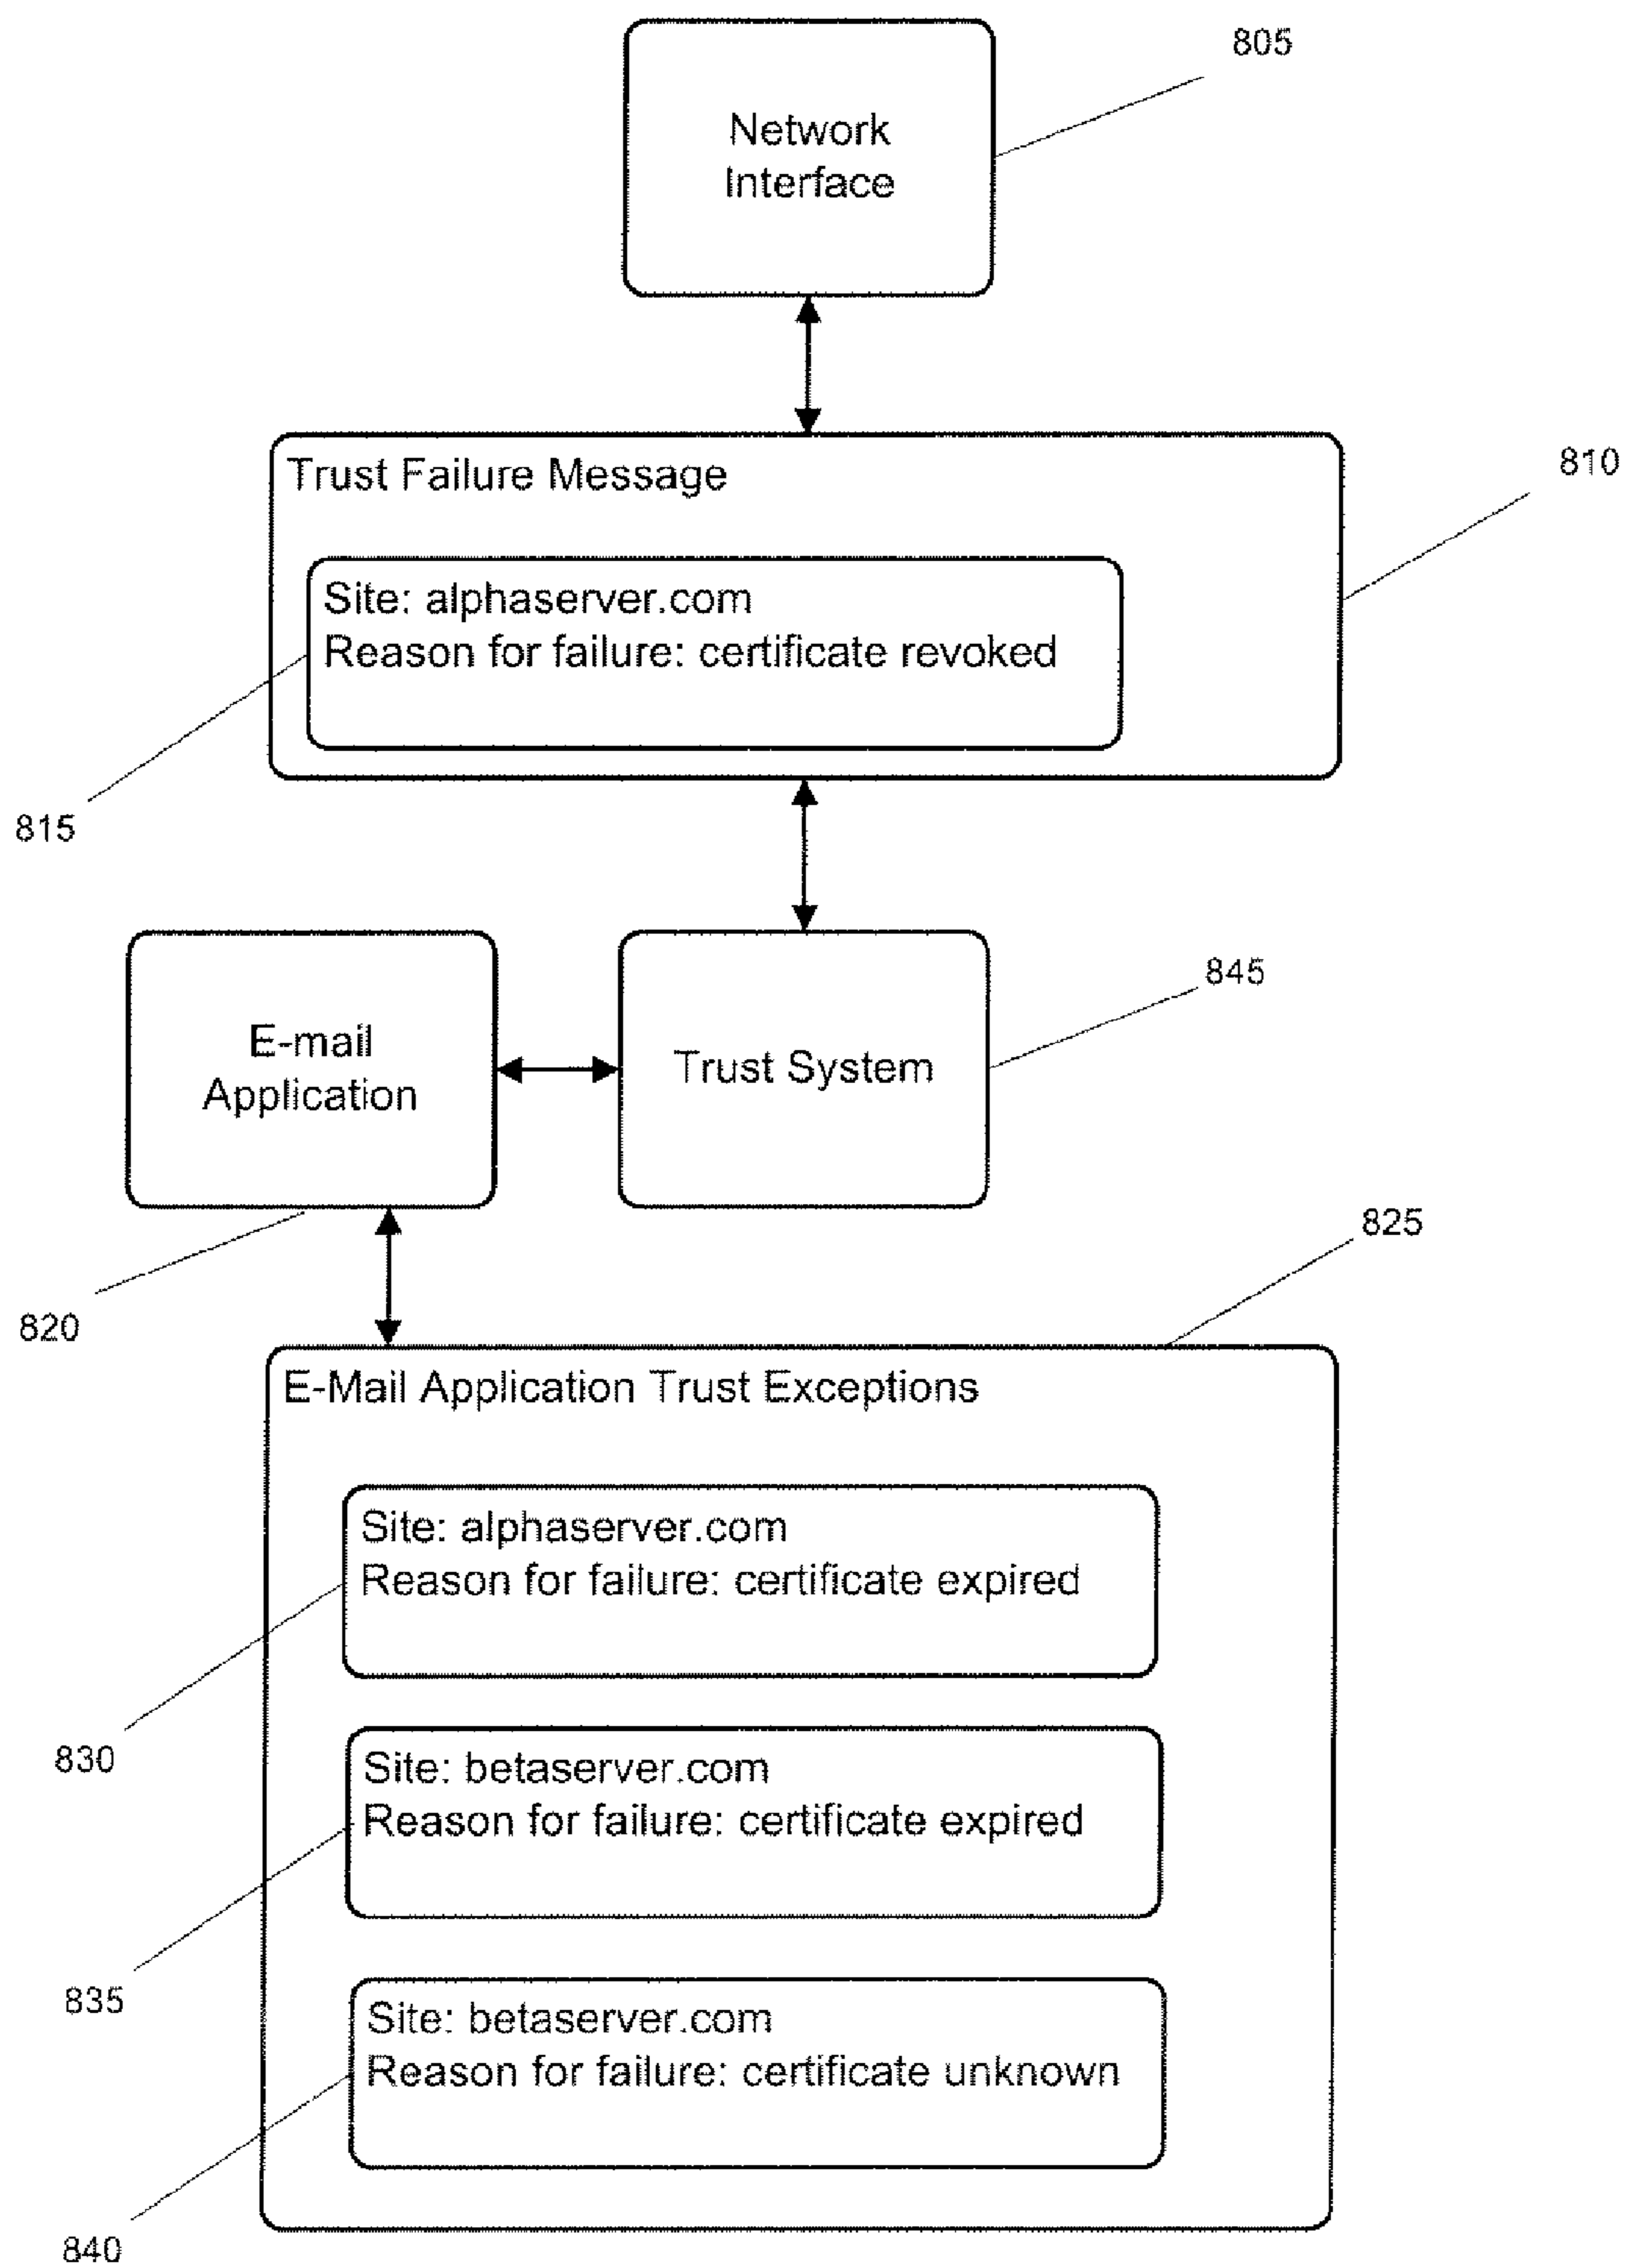 805
Network
Interface
Trust Failure Message
810
Site: alphaserver.com
Reason for failure: certificate revoked
815
E-mail
Application
Trust System
845
820
825
E-Mail Application Trust Exceptions
Site: alphaserver.com
Reason for failure: certificate expired
830
Site: betaserver.com
Reason for failure: certificate expired
835
Site: betaserver.com
Reason for failure: certificate unknown
840